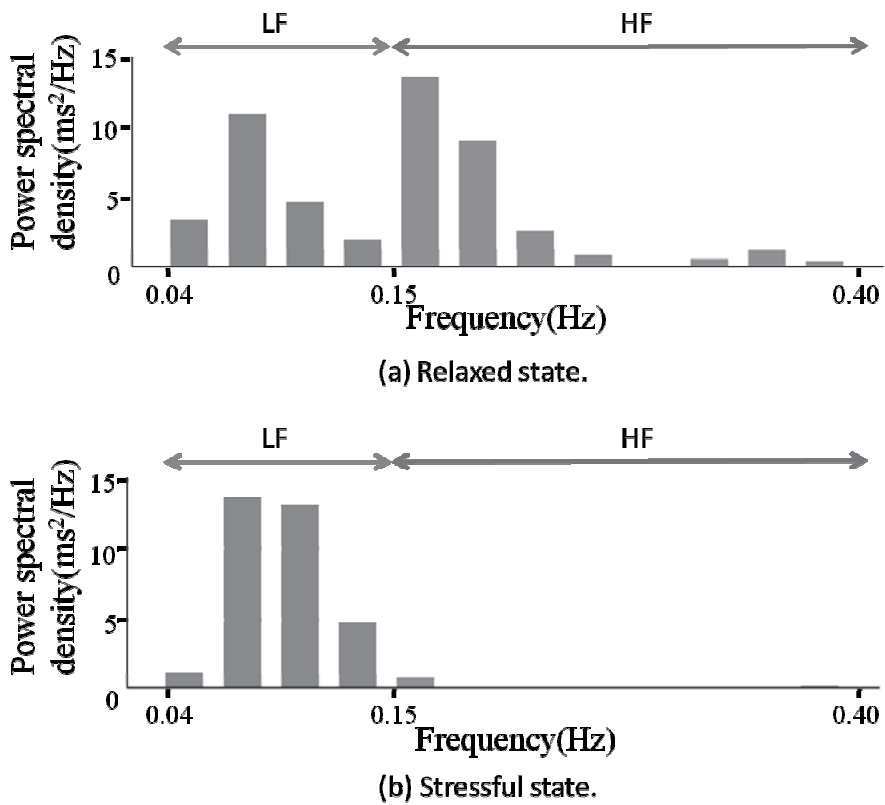 LF
HF
Power spectral
density(ms²/Hz)
15
10
5
0
0.04
0.15
0.40
Frequency(Hz)
(a) Relaxed state.
LF
HF
Power spectral
density(ms²/Hz)
15
10
5
0
0.04
0.15
0.40
Frequency(Hz)
(b) Stressful state.